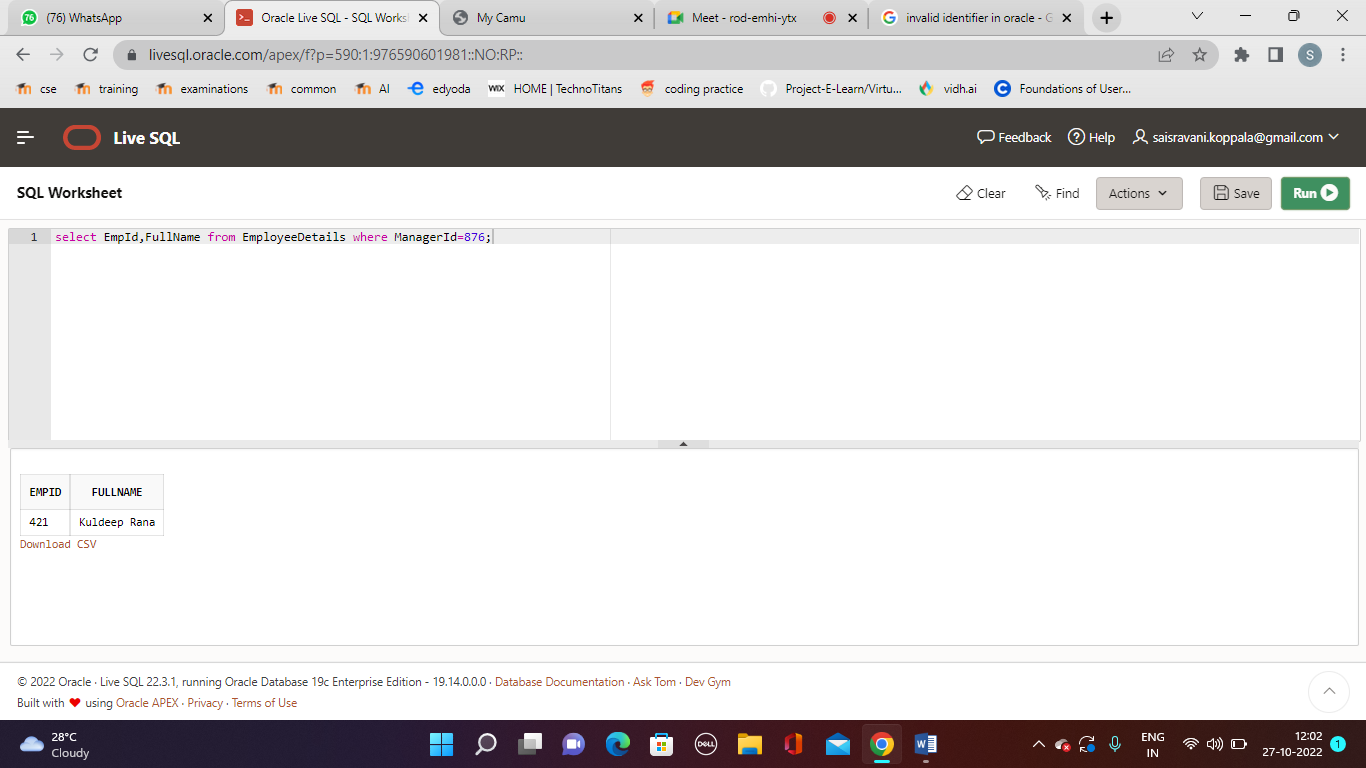 (76) WhatsApp
Oracle Live SQL - SQL Works
My Camu
Meet - rod-emhi-ytx
invalid identifier in oracle - G
livesql.oracle.com/apex/f?p=590:1:976590601981::NO:RP::
S
cse
training
examinations
common
AI
edyoda
WIX HOME | TechnoTitans
coding practice
Project-E-Learn/Virtu...
vidh.ai
Foundations of User...
Live SQL
Feedback
Help
saisravani.koppala@gmail.com
SQL Worksheet
Clear
Find
Actions
Save
Run
1 select EmpId,FullName from EmployeeDetails where ManagerId=876;
EMPID FULLNAME
421 Kuldeep Rana
Download CSV
© 2022 Oracle · Live SQL 22.3.1, running Oracle Database 19c Enterprise Edition - 19.14.0.0.0 · Database Documentation · Ask Tom · Dev Gym
Built with ❤ using Oracle APEX · Privacy · Terms of Use
28°C
Cloudy
DELL
ENG
IN
12:02
27-10-2022
1